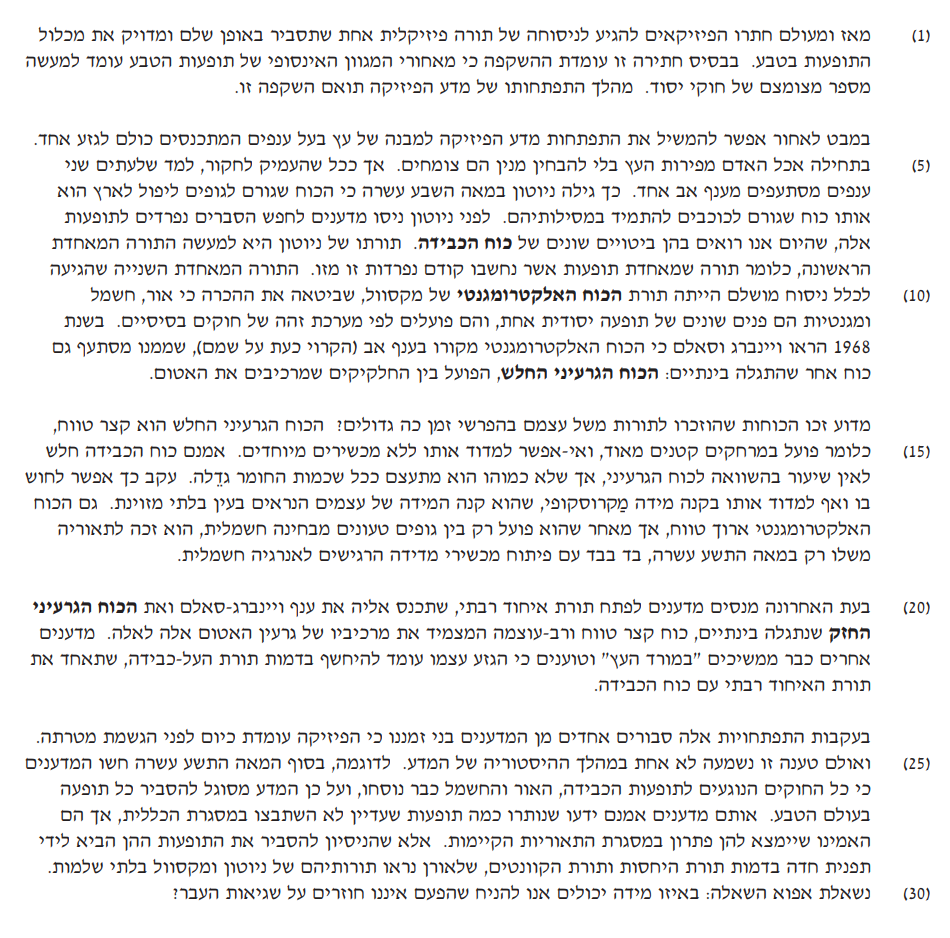 (1) מאז ומעולם חתרו הפיזיקאים להגיע לניסוחה של תורה פיזיקלית אחת שתסביר באופן שלם ומדויק את מכלול
התופעות בטבע. בבסיס חתירה זו עומדת ההשקפה כי מאחורי המגוון האינסופי של תופעות הטבע עומד למעשה
מספר מצומצם של חוקי יסוד. מהלך התפתחותו של מדע הפיזיקה תואם השקפה זו.
במבט לאחור אפשר להמשיל את התפתחות מדע הפיזיקה למבנה של עץ בעל ענפים המתכנסים כולם לגזע אחד.
(5) בתחילה אכל האדם מפירות העץ בלי להבחין מנין הם צומחים. אך ככל שהעמיק לחקור, למד שלעתים שני
ענפים מסתעפים מענף אב אחד. כך גילה ניוטון במאה השבע עשרה כי הכוח שגורם לגופים ליפול לארץ הוא
אותו כוח שגורם לכוכבים להתמיד במסילותיהם. לפני ניוטון ניסו מדענים לחפש הסברים נפרדים לתופעות
אלה, שהיום אנו רואים בהן ביטויים שונים של כוח הכבידה. תורתו של ניוטון היא למעשה התורה המאחדת
הראשונה, כלומר תורה שמאחדת תופעות אשר נחשבו קודם נפרדות זו מזו. התורה המאחדת השנייה שהגיעה
(10) לכלל ניסוח מושלם הייתה תורת הכוח האלקטרומגנטי של מקסוול, שביטאה את ההכרה כי אור, חשמל
ומגנטיות הם פנים שונים של תופעה יסודית אחת, והם פועלים לפי מערכת זהה של חוקים בסיסיים. בשנת
1968 הראו ויינברג וסאלם כי הכוח האלקטרומגנטי מקורו בענף אב (הקרוי כעת על שמם), שממנו מסתעף גם
כוח אחר שהתגלה בינתיים: הכוח הגרעיני החלש, הפועל בין החלקיקים שמרכיבים את האטום.
מדוע זכו הכוחות שהוזכרו לתורות משל עצמם בהפרשי זמן כה גדולים? הכוח הגרעיני החלש הוא קצר טווח,
(15) כלומר פועל במרחקים קטנים מאוד, ואי-אפשר למדוד אותו ללא מכשירים מיוחדים. אמנם כוח הכבידה חלש
לאין שיעור בהשוואה לכוח הגרעיני, אך שלא כמוהו הוא מתעצם ככל שכמות החומר גדֵלה. עקב כך אפשר לחוש
בו ואף למדוד אותו בקנה מידה מַקרוסקופי, שהוא קנה המידה של עצמים הנראים בעין בלתי מזוינת. גם הכוח
האלקטרומגנטי ארוך טווח, אך מאחר שהוא פועל רק בין גופים טעונים מבחינה חשמלית, הוא זכה לתאוריה
משלו רק במאה התשע עשרה, בד בבד עם פיתוח מכשירי מדידה הרגישים לאנרגיה חשמלית.
(20) בעת האחרונה מנסים מדענים לפתח תורת איחוד רבתי, שתכנס אליה את ענף ויינברג-סאלם ואת הכוח הגרעיני
החזק שנתגלה בינתיים, כוח קצר טווח ורב-עוצמה המצמיד את מרכיביו של גרעין האטום אלה לאלה. מדענים
אחרים כבר ממשיכים "במורד העץ" וטוענים כי הגזע עצמו עומד להיחשף בדמות תורת העל-כבידה, שתאחד את
תורת האיחוד רבתי עם כוח הכבידה.
בעקבות התפתחויות אלה סבורים אחדים מן המדענים בני זמננו כי הפיזיקה עומדת כיום לפני הגשמת מטרתה.
(25) ואולם טענה זו נשמעה לא אחת במהלך ההיסטוריה של המדע. לדוגמה, בסוף המאה התשע עשרה חשו המדענים
כי כל החוקים הנוגעים לתופעות הכבידה, האור והחשמל כבר נוסחו, ועל כן המדע מסוגל להסביר כל תופעה
בעולם הטבע. אותם מדענים אמנם ידעו שנותרו כמה תופעות שעדיין לא השתבצו במסגרת הכללית, אך הם
האמינו שיימצא להן פתרון במסגרת התאוריות הקיימות. אלא שהניסיון להסביר את התופעות ההן הביא לידי
תפנית חדה בדמות תורת היחסות ותורת הקוונטים, שלאורן נראו תורותיהם של ניוטון ומקסוול בלתי שלמות.
(30) נשאלת אפוא השאלה: באיזו מידה יכולים אנו להניח שהפעם איננו חוזרים על שגיאות העבר?